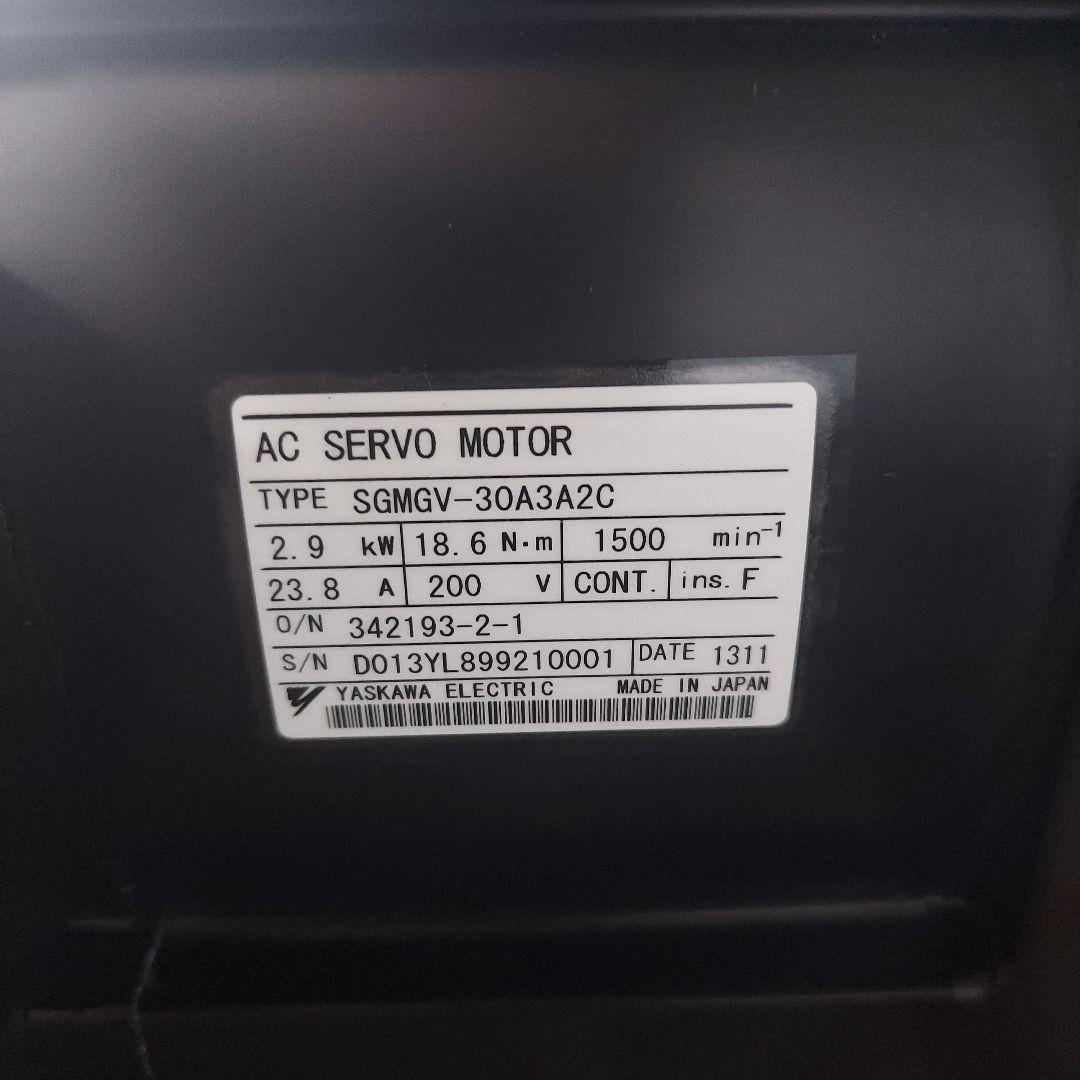 AC SERVO MOTOR
TYPE SGMGV-30A3A2C
2.9 kW 18.6 N·m 1500 min⁻¹
23.8 A 200 V CONT. ins. F
O/N 342193-2-1
S/N D013YL899210001 DATE 1311
YASKAWA ELECTRIC MADE IN JAPAN